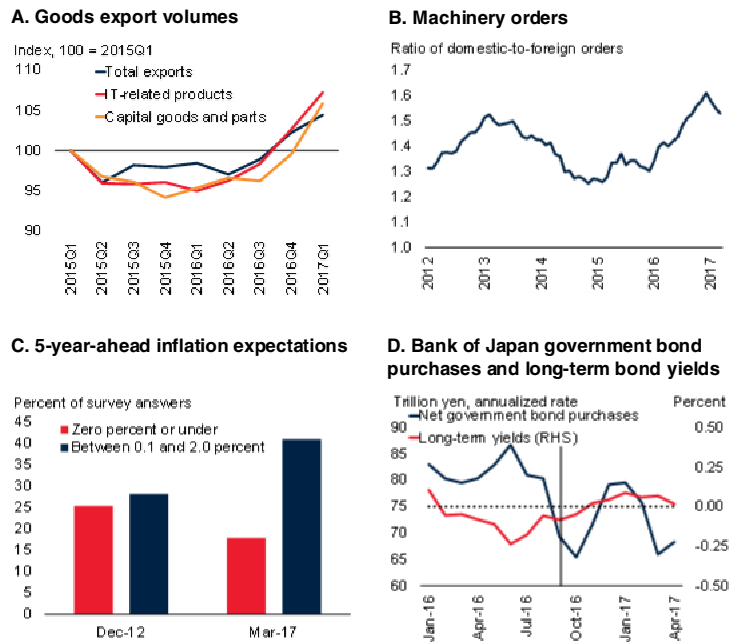 A. Goods export volumes
Index, 100 = 2015Q1
110
105
100
95
90
Total exports
IT-related products
Capital goods and parts
2015Q1
2015Q2
2015Q3
2015Q4
2016Q1
2016Q2
2016Q3
2016Q4
2017Q1
B. Machinery orders
Ratio of domestic-to-foreign orders
1.7
1.6
1.5
1.4
1.3
1.2
1.1
1.0
2012
2013
2014
2015
2016
2017
C. 5-year-ahead inflation expectations
Percent of survey answers
45
40
35
30
25
20
15
10
5
0
Zero percent or under
Between 0.1 and 2.0 percent
Dec-12
Mar-17
D. Bank of Japan government bond
purchases and long-term bond yields
Trillion yen, annualized rate
Percent
Net government bond purchases
Long-term yields (RHS)
90
85
80
75
70
65
60
0.50
0.25
0.00
-0.25
-0.50
Jan-16
Apr-16
Jul-16
Oct-16
Jan-17
Apr-17